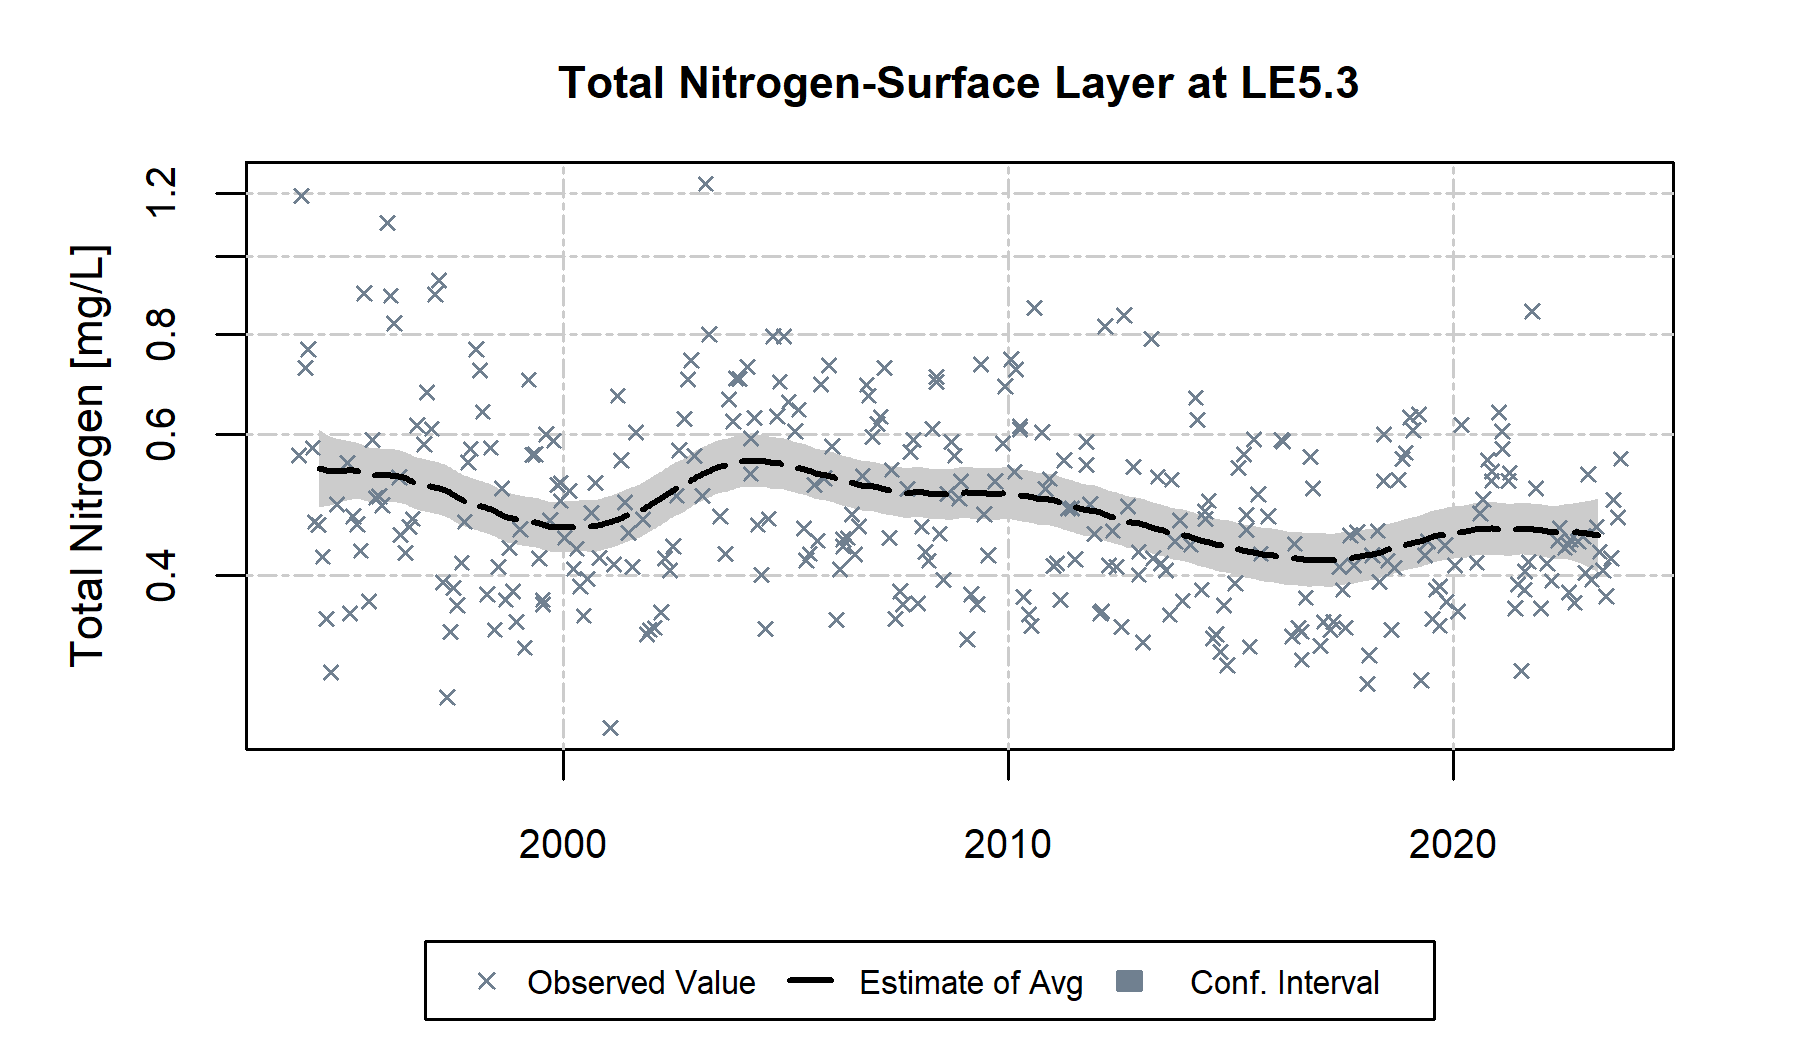 Total Nitrogen-Surface Layer at LE5.3
Total Nitrogen [mg/L]
1.2
0.8
0.6
0.4
2000 2010 2020
Observed Value Estimate of Avg Conf. Interval